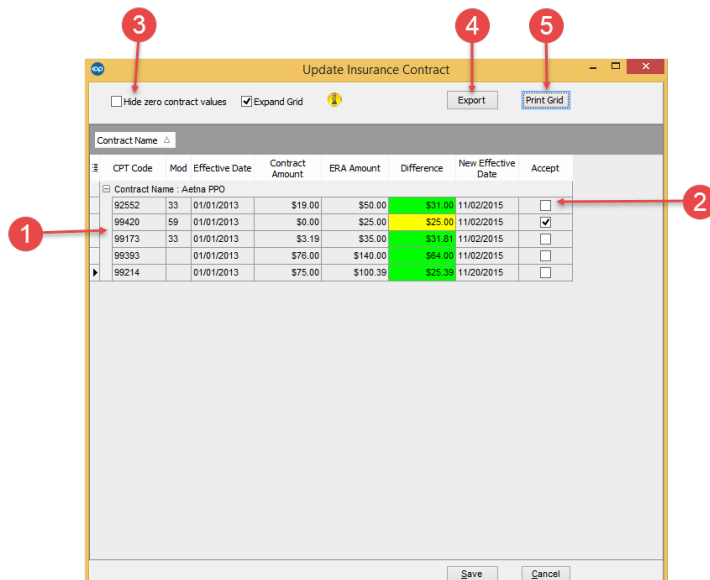 3 4 5
op Update Insurance Contract
Hide zero contract values Expand Grid Export Print Grid
Contract Name
CPT Code Mod Effective Date Contract Amount ERA Amount Difference New Effective Date Accept
Contract Name : Aetna PPO
92552 33 01/01/2013 $19.00 $50.00 $31.00 11/02/2015
2
99420 59 01/01/2013 $0.00 $25.00 $25.00 11/02/2015
1
99173 33 01/01/2013 $3.19 $35.00 $31.81 11/02/2015
99393 01/01/2013 $76.00 $140.00 $64.00 11/02/2015
99214 01/01/2013 $75.00 $100.39 $25.39 11/20/2015
Save Cancel